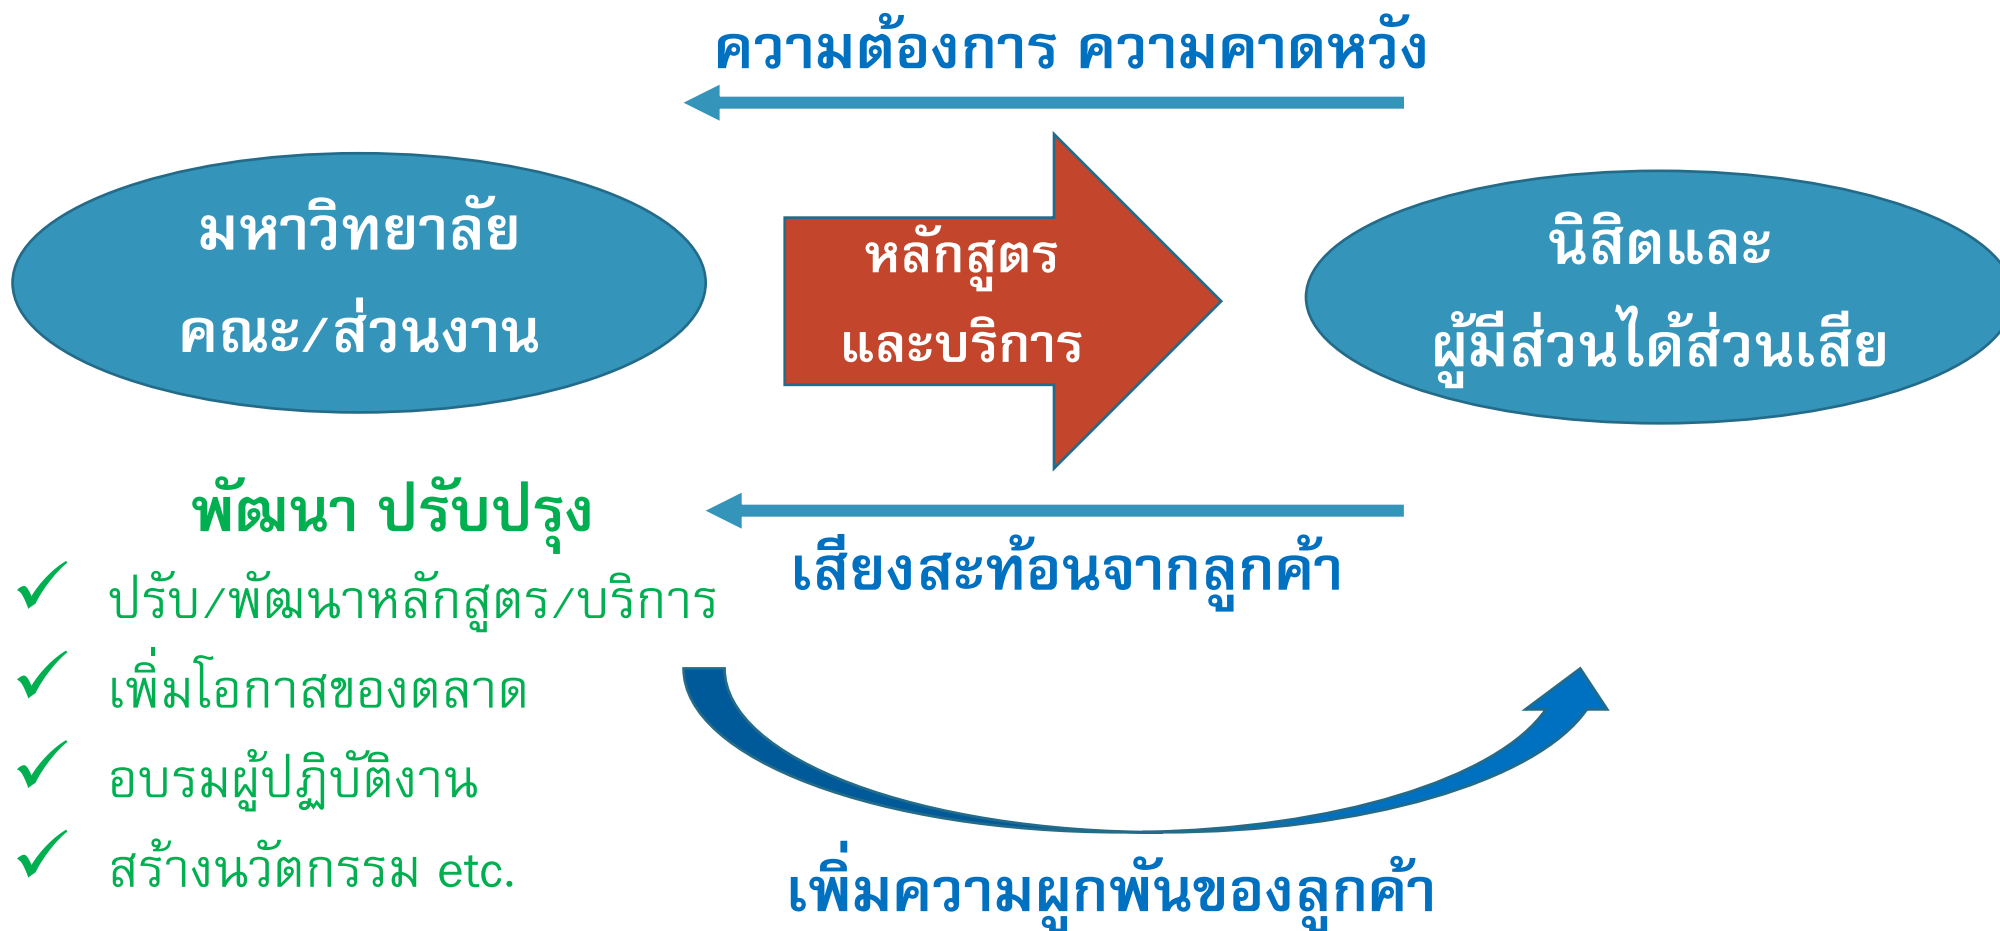 ความต้องการ ความคาดหวัง
มหาวิทยาลัย
คณะ/ส่วนงาน
หลักสูตร
และบริการ
นิสิตและ
ผู้มีส่วนได้ส่วนเสีย
พัฒนา ปรับปรุง
✓ ปรับ/พัฒนาหลักสูตร/บริการ
✓ เพิ่มโอกาสของตลาด
✓ อบรมผู้ปฏิบัติงาน
✓ สร้างนวัตกรรม etc.
เสียงสะท้อนจากลูกค้า
เพิ่มความผูกพันของลูกค้า